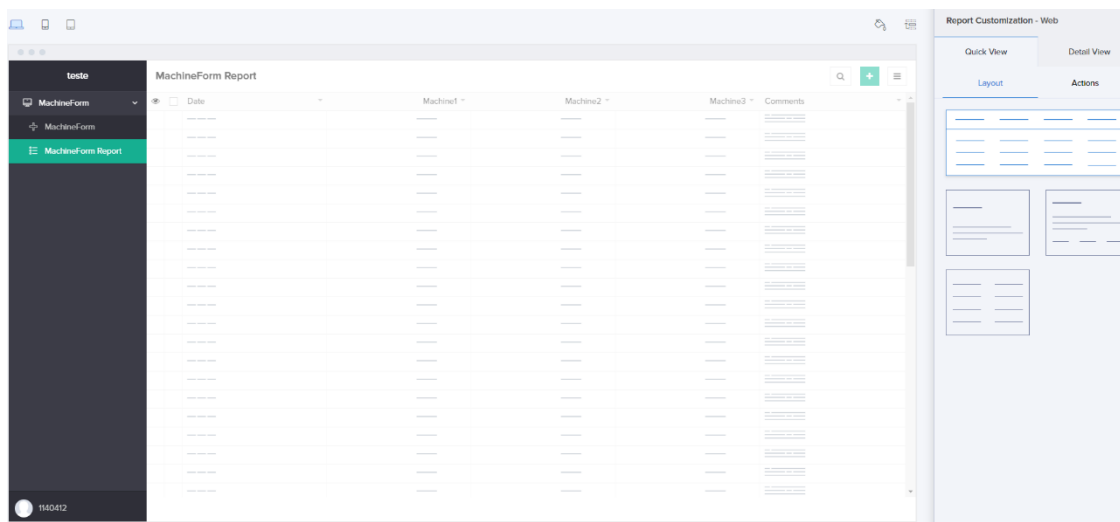 Report Customization - Web
Quick View Detail View
Layout Actions
teste
MachineForm
MachineForm
MachineForm Report
1140412
MachineForm Report
Date Machine1 Machine2 Machine3 Comments